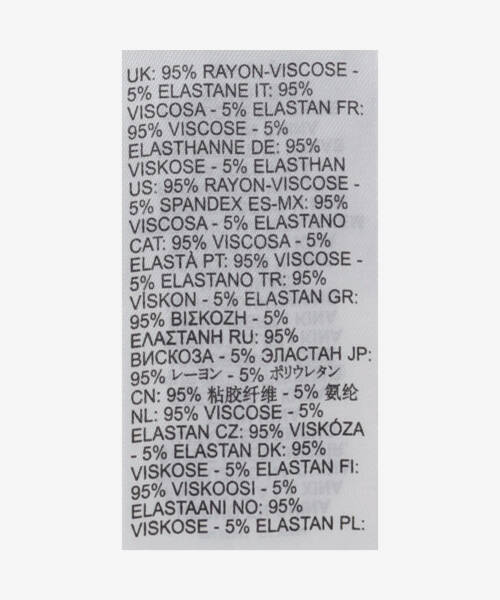 UK: 95% RAYON-VISCOSE -
5% ELASTANE IT: 95%
VISCOSA - 5% ELASTAN FR:
95% VISCOSE - 5%
ELASTHANNE DE: 95%
VISKOSE - 5% ELASTHAN
US: 95% RAYON-VISCOSE -
5% SPANDEX ES-MX: 95%
VISCOSA - 5% ELASTANO
CAT: 95% VISCOSA - 5%
ELASTÀ PT: 95% VISCOSE -
5% ELASTANO TR: 95%
VİSKON - 5% ELASTAN GR:
95% ΒΙΣΚΟΖΗ - 5%
ΕΛΑΣΤΑΝΗ RU: 95%
ВИСКОЗА - 5% ЭЛАСТАН JP:
95% レーヨン - 5% ポリウレタン
CN: 95% 粘胶纤维 - 5% 氨纶
NL: 95% VISCOSE - 5%
ELASTAN CZ: 95% VISKÓZA
- 5% ELASTAN DK: 95%
VISKOSE - 5% ELASTAN FI:
95% VISKOOSI - 5%
ELASTAANI NO: 95%
VISKOSE - 5% ELASTAN PL: